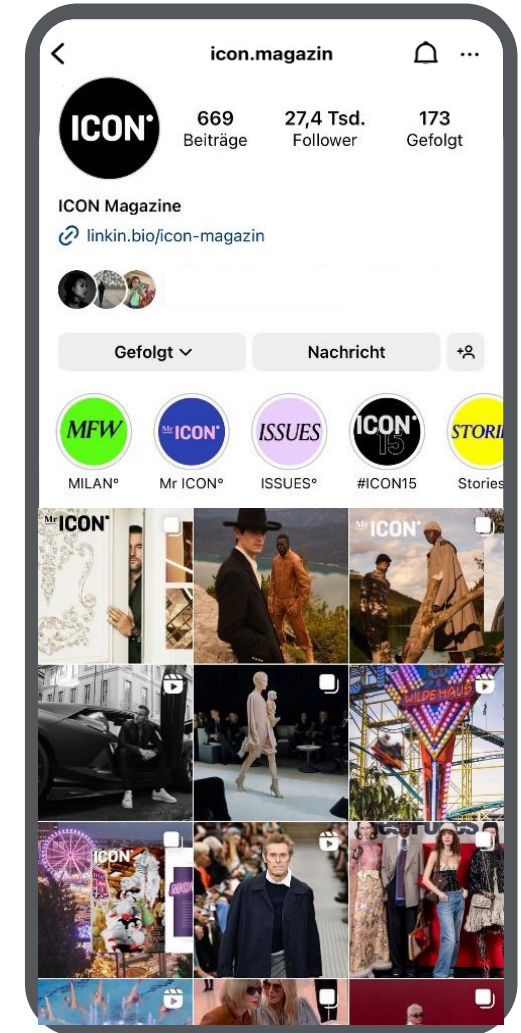 icon.magazin
ICON°
669
27,4 Tsd.
173
Beiträge
Follower
Gefolgt
ICON Magazine
linkin.bio/icon-magazin
Gefolgt
Nachricht
MFW
Mr ICON°
ISSUES
ICON°
15
STORI
MILAN°
Mr ICON°
ISSUES°
#ICON15
Stories
Mr ICON°
Mr ICON°
WILDE MAUS
ICON